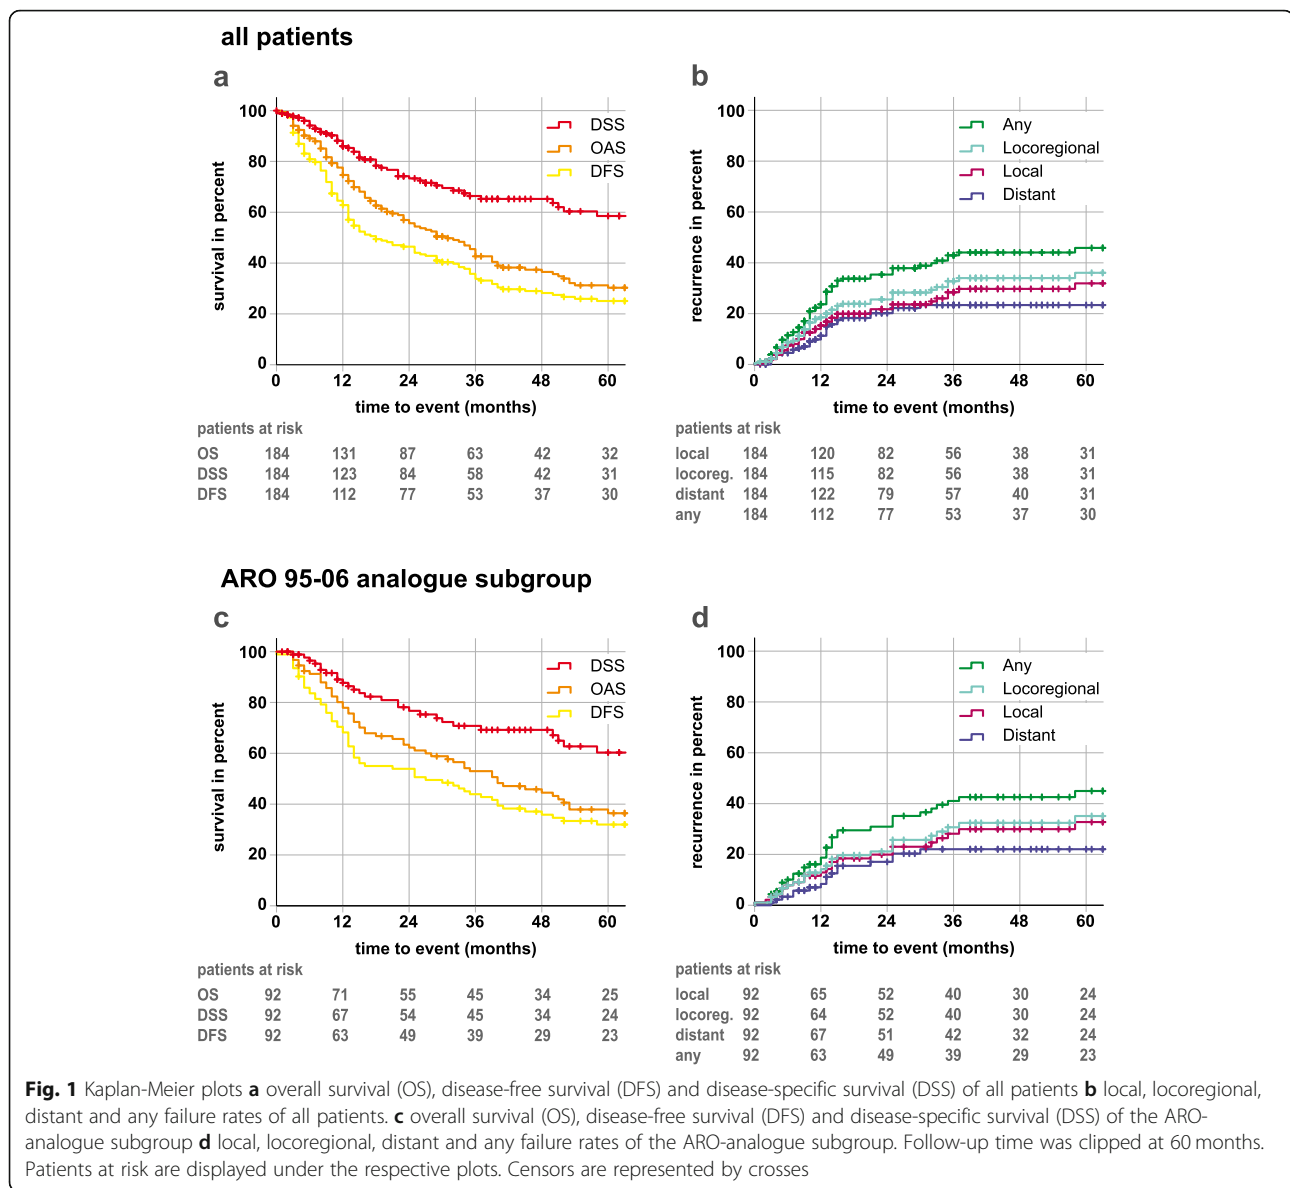 all patients
a
100
80
60
40
20
0
survival in percent
DSS
OAS
DFS
0 12 24 36 48 60
time to event (months)
patients at risk
OS 184 131 87 63 42 32
DSS 184 123 84 58 42 31
DFS 184 112 77 53 37 30
b
100
80
60
40
20
0
recurrence in percent
Any
Locoregional
Local
Distant
0 12 24 36 48 60
time to event (months)
patients at risk
local 184 120 82 56 38 31
locoreg. 184 115 82 56 38 31
distant 184 122 79 57 40 31
any 184 112 77 53 37 30
ARO 95-06 analogue subgroup
c
100
80
60
40
20
0
survival in percent
DSS
OAS
DFS
0 12 24 36 48 60
time to event (months)
patients at risk
OS 92 71 55 45 34 25
DSS 92 67 54 45 34 24
DFS 92 63 49 39 29 23
d
100
80
60
40
20
0
recurrence in percent
Any
Locoregional
Local
Distant
0 12 24 36 48 60
time to event (months)
patients at risk
local 92 65 52 40 30 24
locoreg. 92 64 52 40 30 24
distant 92 67 51 42 32 24
any 92 63 49 39 29 23
Fig. 1 Kaplan-Meier plots a overall survival (OS), disease-free survival (DFS) and disease-specific survival (DSS) of all patients b local, locoregional,
distant and any failure rates of all patients. c overall survival (OS), disease-free survival (DFS) and disease-specific survival (DSS) of the ARO-
analogue subgroup d local, locoregional, distant and any failure rates of the ARO-analogue subgroup. Follow-up time was clipped at 60 months.
Patients at risk are displayed under the respective plots. Censors are represented by crosses